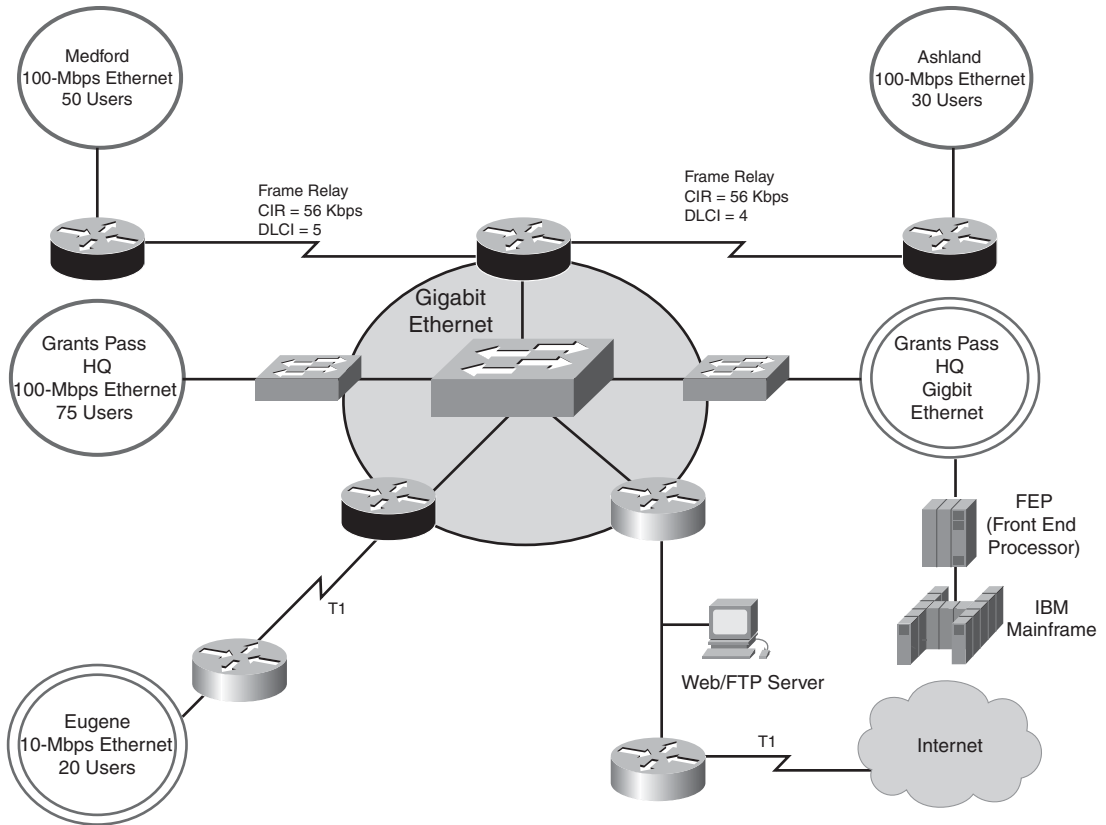 Medford
100-Mbps Ethernet
50 Users
Ashland
100-Mbps Ethernet
30 Users
Frame Relay
CIR = 56 Kbps
DLCI = 5
Frame Relay
CIR = 56 Kbps
DLCI = 4
Gigabit
Ethernet
Grants Pass
HQ
100-Mbps Ethernet
75 Users
Grants Pass
HQ
Gigbit
Ethernet
FEP
(Front End
Processor)
T1
IBM
Mainframe
Web/FTP Server
Eugene
10-Mbps Ethernet
20 Users
T1
Internet